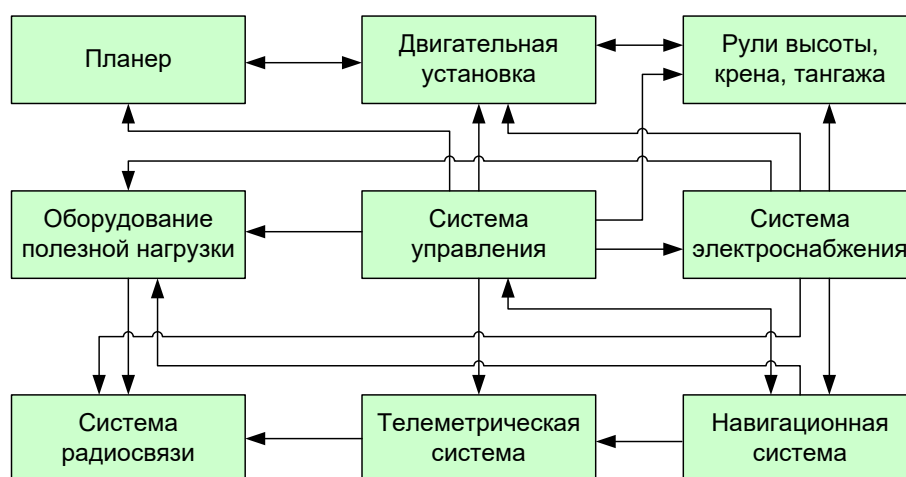 Планер
Двигательная
установка
Рули высоты,
крена, тангажа
Оборудование
полезной нагрузки
Система
управления
Система
электроснабжения
Система
радиосвязи
Телеметрическая
система
Навигационная
система